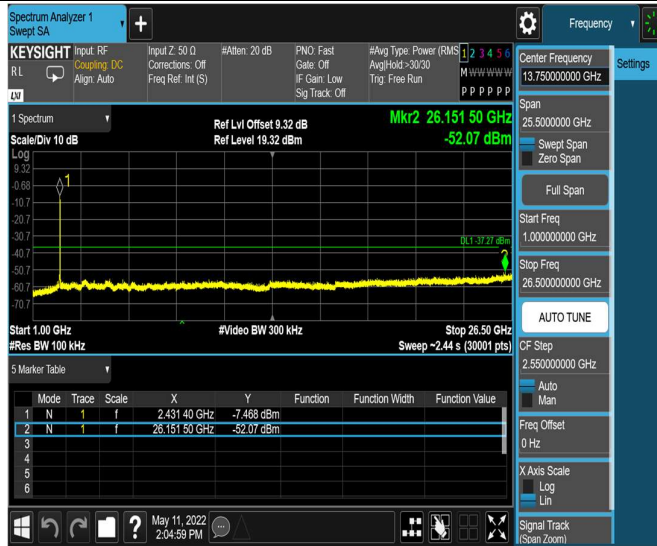 Spectrum Analyzer 1
Swept SA
Frequency
KEYSIGHT
RL
LXI
Input: RF
Coupling: DC
Align: Auto
Input Z: 50 Ω
Corrections: Off
Freq Ref: Int (S)
#Atten: 20 dB
PNO: Fast
Gate: Off
IF Gain: Low
Sig Track: Off
#Avg Type: Power (RMS
Avg|Hold:>30/30
Trig: Free Run
1 2 3 4 5 6
M W W W W W
P P P P P P
Center Frequency
13.750000000 GHz
Settings
Span
25.5000000 GHz
Swept Span
Zero Span
Full Span
Start Freq
1.000000000 GHz
Stop Freq
26.500000000 GHz
AUTO TUNE
CF Step
2.550000000 GHz
Auto
Man
Freq Offset
0 Hz
X Axis Scale
Log
Lin
Signal Track
(Span Zoom)
1 Spectrum
Scale/Div 10 dB
Ref Lvl Offset 9.32 dB
Ref Level 19.32 dBm
Mkr2 26.151 50 GHz
-52.07 dBm
Log
9.32
-0.68
-10.7
-20.7
-30.7
-40.7
-50.7
-60.7
-70.7
1
DL1 -37.27 dBm
2
Start 1.00 GHz
#Res BW 100 kHz
#Video BW 300 kHz
Stop 26.50 GHz
Sweep ~2.44 s (30001 pts)
5 Marker Table
Mode Trace Scale X Y Function Function Width Function Value
1 N 1 f 2.431 40 GHz -7.468 dBm
2 N 1 f 26.151 50 GHz -52.07 dBm
3
4
5
6
?
May 11, 2022
2:04:59 PM